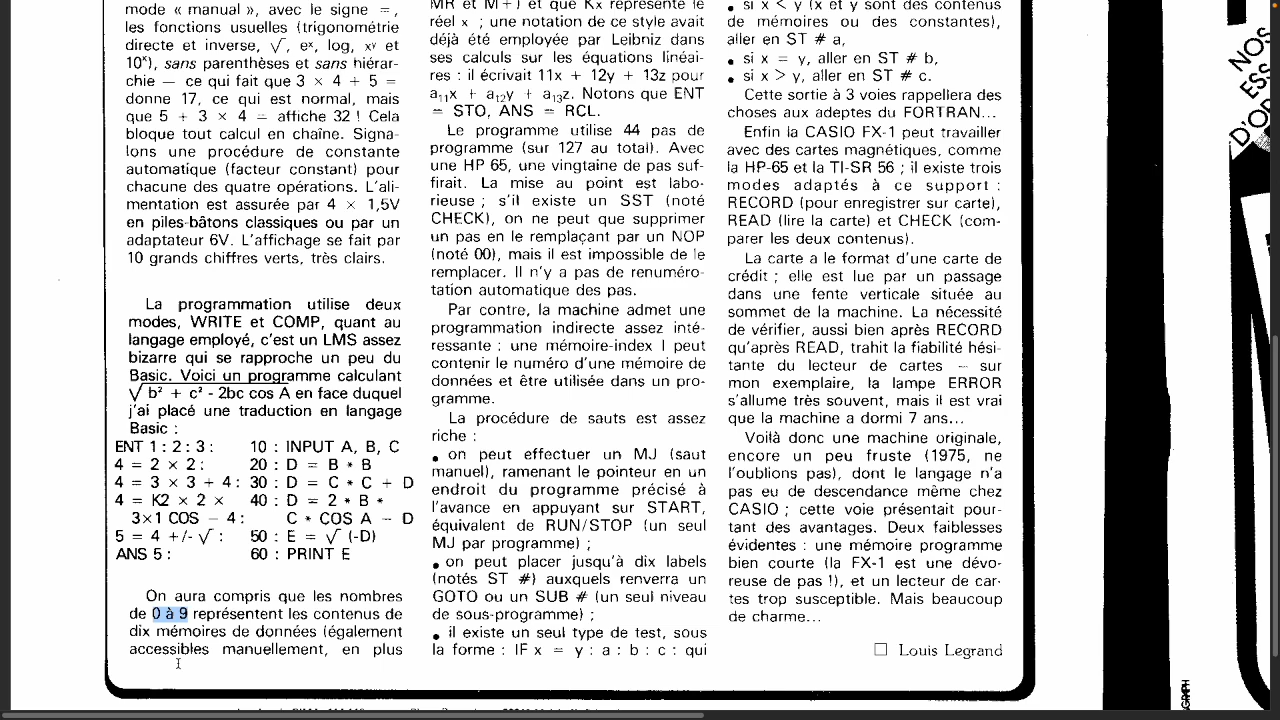 mode « manual », avec le signe =,
les fonctions usuelles (trigonométrie
directe et inverse, √, eˣ, log, xʸ et
10ˣ), sans parenthèses et sans hiérar-
chie — ce qui fait que 3 × 4 + 5 =
donne 17, ce qui est normal, mais
que 5 + 3 × 4 = affiche 32 ! Cela
bloque tout calcul en chaîne. Signa-
lons une procédure de constante
automatique (facteur constant) pour
chacune des quatre opérations. L'ali-
mentation est assurée par 4 × 1,5V
en piles-bâtons classiques ou par un
adaptateur 6V. L'affichage se fait par
10 grands chiffres verts, très clairs.
La programmation utilise deux
modes, WRITE et COMP, quant au
langage employé, c'est un LMS assez
bizarre qui se rapproche un peu du
Basic. Voici un programme calculant
√ b² + c² - 2bc cos A en face duquel
j'ai placé une traduction en langage
Basic :
ENT 1 : 2 : 3 : 10 : INPUT A, B, C
4 = 2 × 2 : 20 : D = B * B
4 = 3 × 3 + 4 : 30 : D = C * C + D
4 = K2 × 2 × 40 : D = 2 * B *
3×1 COS − 4 : C * COS A − D
5 = 4 +/- √ : 50 : E = √ (-D)
ANS 5 : 60 : PRINT E
On aura compris que les nombres
de 0 à 9 représentent les contenus de
dix mémoires de données (également
accessibles manuellement, en plus
MR et M+) et que Kx représente le
réel x ; une notation de ce style avait
déjà été employée par Leibniz dans
ses calculs sur les équations linéai-
res : il écrivait 11x + 12y + 13z pour
a₁₁x + a₁₂y + a₁₃z. Notons que ENT
= STO, ANS = RCL.
Le programme utilise 44 pas de
programme (sur 127 au total). Avec
une HP 65, une vingtaine de pas suf-
firait. La mise au point est labo-
rieuse ; s'il existe un SST (noté
CHECK), on ne peut que supprimer
un pas en le remplaçant par un NOP
(noté 00), mais il est impossible de le
remplacer. Il n'y a pas de renuméro-
tation automatique des pas.
Par contre, la machine admet une
programmation indirecte assez inté-
ressante : une mémoire-index I peut
contenir le numéro d'une mémoire de
données et être utilisée dans un pro-
gramme.
La procédure de sauts est assez
riche :
• on peut effectuer un MJ (saut
manuel), ramenant le pointeur en un
endroit du programme précisé à
l'avance en appuyant sur START,
équivalent de RUN/STOP (un seul
MJ par programme) ;
• on peut placer jusqu'à dix labels
(notés ST #) auxquels renverra un
GOTO ou un SUB # (un seul niveau
de sous-programme) ;
• il existe un seul type de test, sous
la forme : IF x = y : a : b : c : qui
• si x < y (x et y sont des contenus
de mémoires ou des constantes),
aller en ST # a,
• si x = y, aller en ST # b,
• si x > y, aller en ST # c.
Cette sortie à 3 voies rappellera des
choses aux adeptes du FORTRAN...
Enfin la CASIO FX-1 peut travailler
avec des cartes magnétiques, comme
la HP-65 et la TI-SR 56 ; il existe trois
modes adaptés à ce support :
RECORD (pour enregistrer sur carte),
READ (lire la carte) et CHECK (com-
parer les deux contenus).
La carte a le format d'une carte de
crédit ; elle est lue par un passage
dans une fente verticale située au
sommet de la machine. La nécessité
de vérifier, aussi bien après RECORD
qu'après READ, trahit la fiabilité hési-
tante du lecteur de cartes — sur
mon exemplaire, la lampe ERROR
s'allume très souvent, mais il est vrai
que la machine a dormi 7 ans...
Voilà donc une machine originale,
encore un peu fruste (1975, ne
l'oublions pas), dont le langage n'a
pas eu de descendance même chez
CASIO ; cette voie présentait pour-
tant des avantages. Deux faiblesses
évidentes : une mémoire programme
bien courte (la FX-1 est une dévo-
reuse de pas !), et un lecteur de car-
tes trop susceptible. Mais beaucoup
de charme...
□ Louis Legrand
NOS
ESS
D'OR